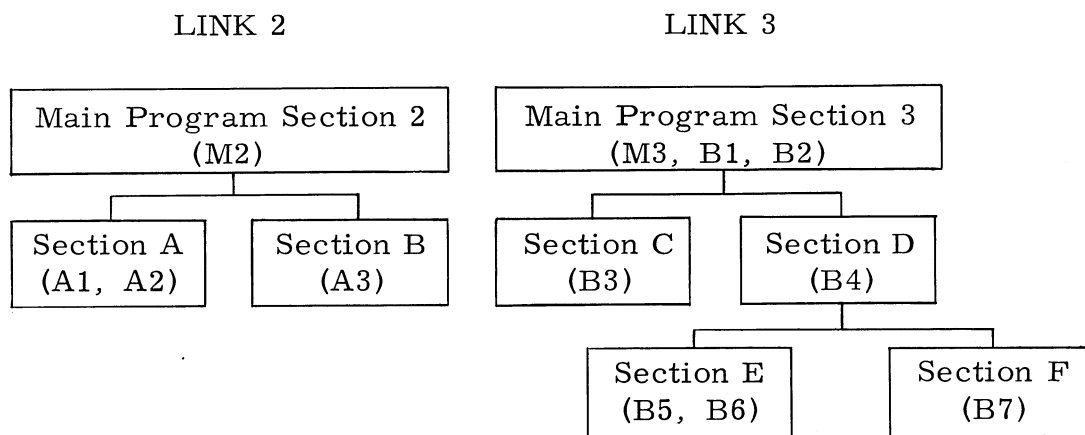 LINK 2
LINK 3
Main Program Section 2
(M2)
Main Program Section 3
(M3, B1, B2)
Section A
(A1, A2)
Section B
(A3)
Section C
(B3)
Section D
(B4)
Section E
(B5, B6)
Section F
(B7)